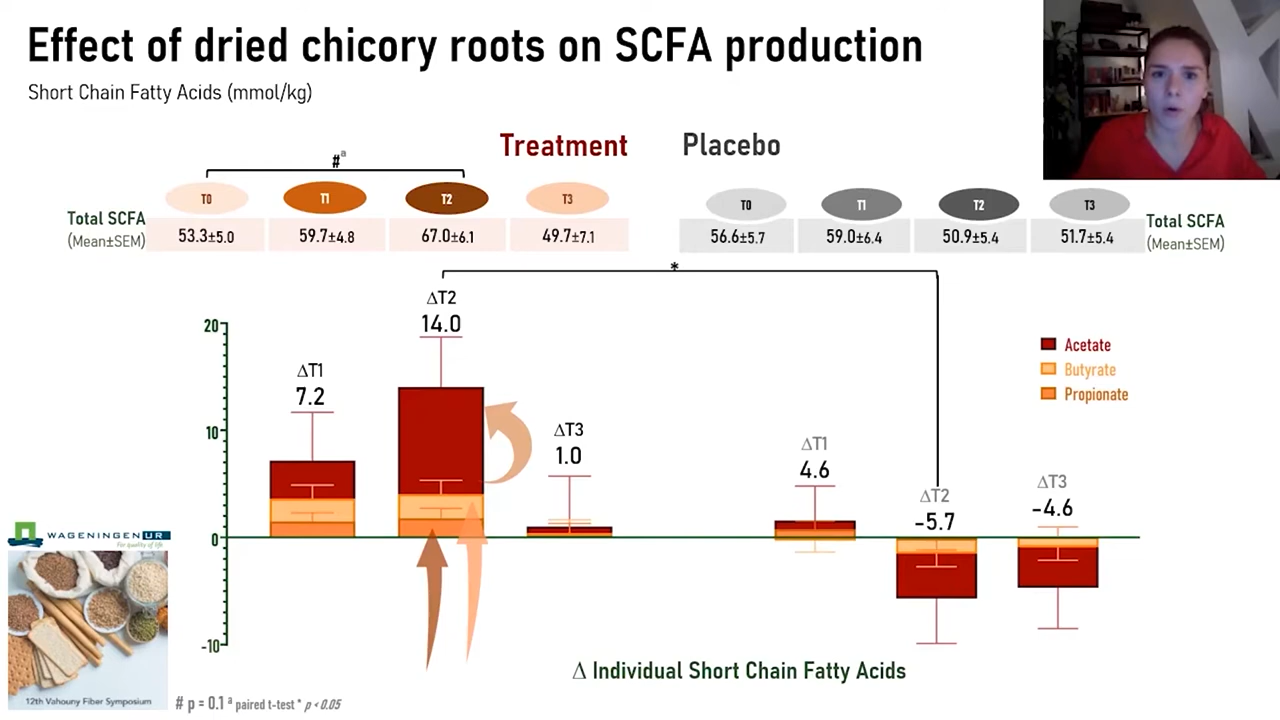 Effect of dried chicory roots on SCFA production
Short Chain Fatty Acids (mmol/kg)
Treatment
Placebo
#a
T0
T1
T2
T3
T0
T1
T2
T3
Total SCFA
(Mean±SEM)
53.3±5.0
59.7±4.8
67.0±6.1
49.7±7.1
56.6±5.7
59.0±6.4
50.9±5.4
51.7±5.4
Total SCFA
(Mean±SEM)
*
ΔT2
14.0
ΔT1
7.2
ΔT3
1.0
ΔT1
4.6
ΔT2
-5.7
ΔT3
-4.6
20
10
0
-10
Acetate
Butyrate
Propionate
Δ Individual Short Chain Fatty Acids
WAGENINGEN UR
For quality of life
12th Vahouny Fiber Symposium
# p = 0.1 a paired t-test * p < 0.05